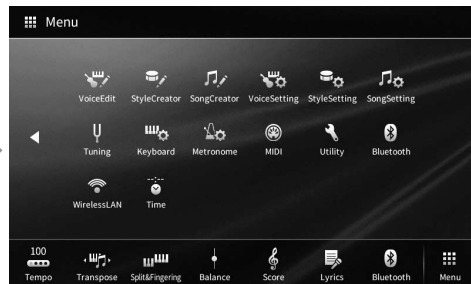 Menu
VoiceEdit StyleCreator SongCreator VoiceSetting StyleSetting SongSetting
Tuning Keyboard Metronome MIDI Utility Bluetooth
WirelessLAN Time
100
Tempo Transpose Split&Fingering Balance Score Lyrics Bluetooth Menu